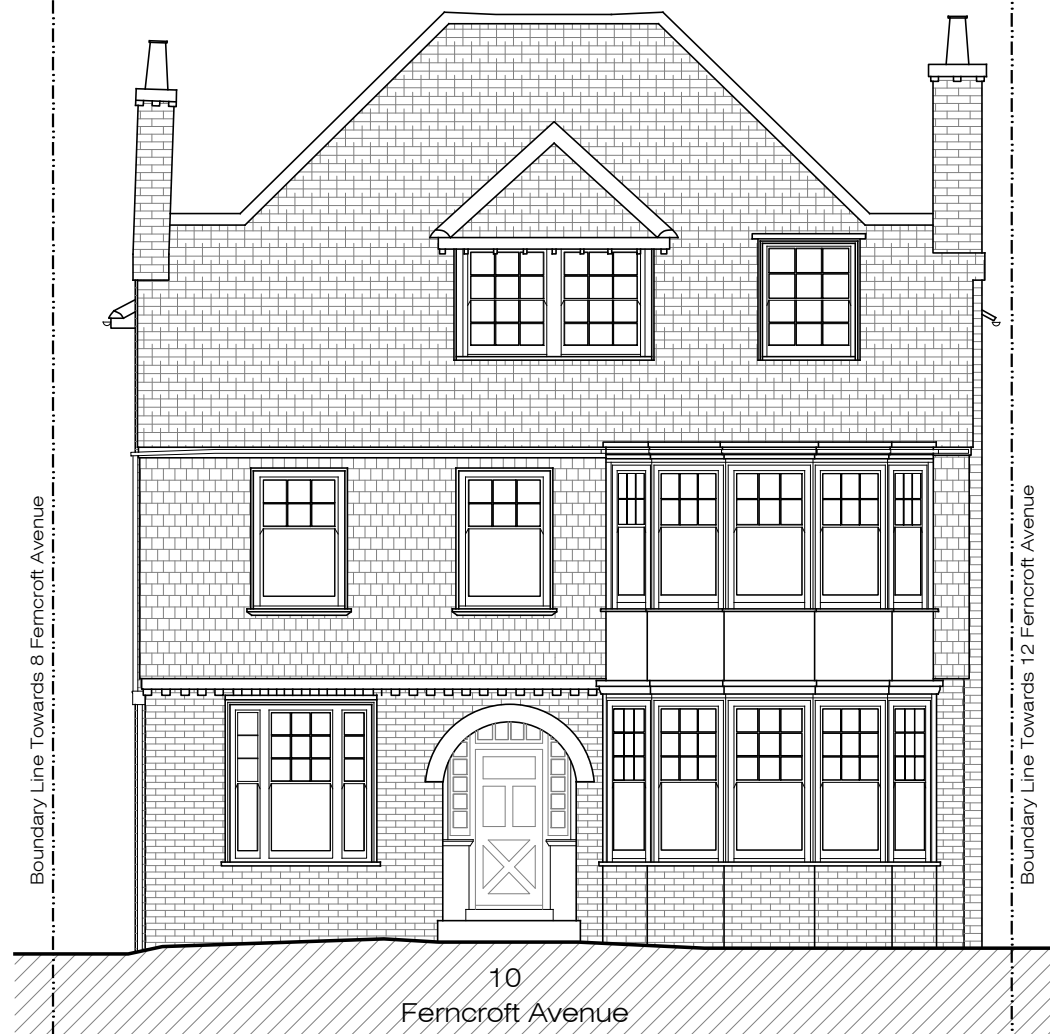 Boundary Line Towards 8 Ferncroft Avenue
Boundary Line Towards 12 Ferncroft Avenue
10
Ferncroft Avenue